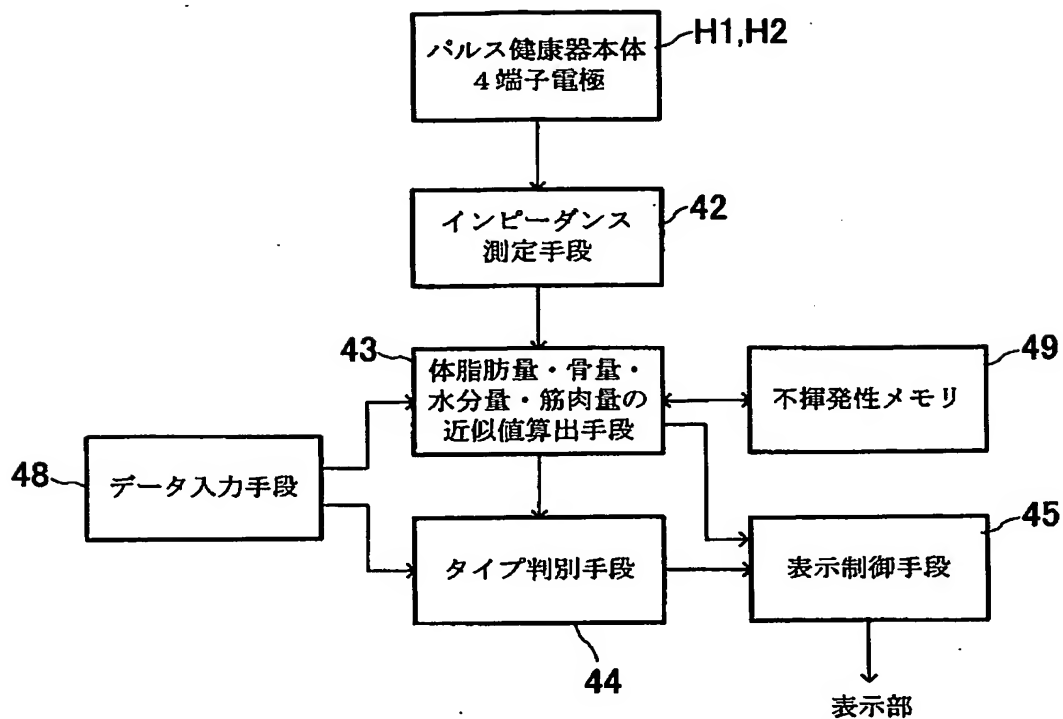 パルス健康器本体
4端子電極
H1,H2
インピーダンス
測定手段
42
43
体脂肪量・骨量・
水分量・筋肉量の
近似値算出手段
49
不揮発性メモリ
48
データ入力手段
タイプ判別手段
44
45
表示制御手段
表示部